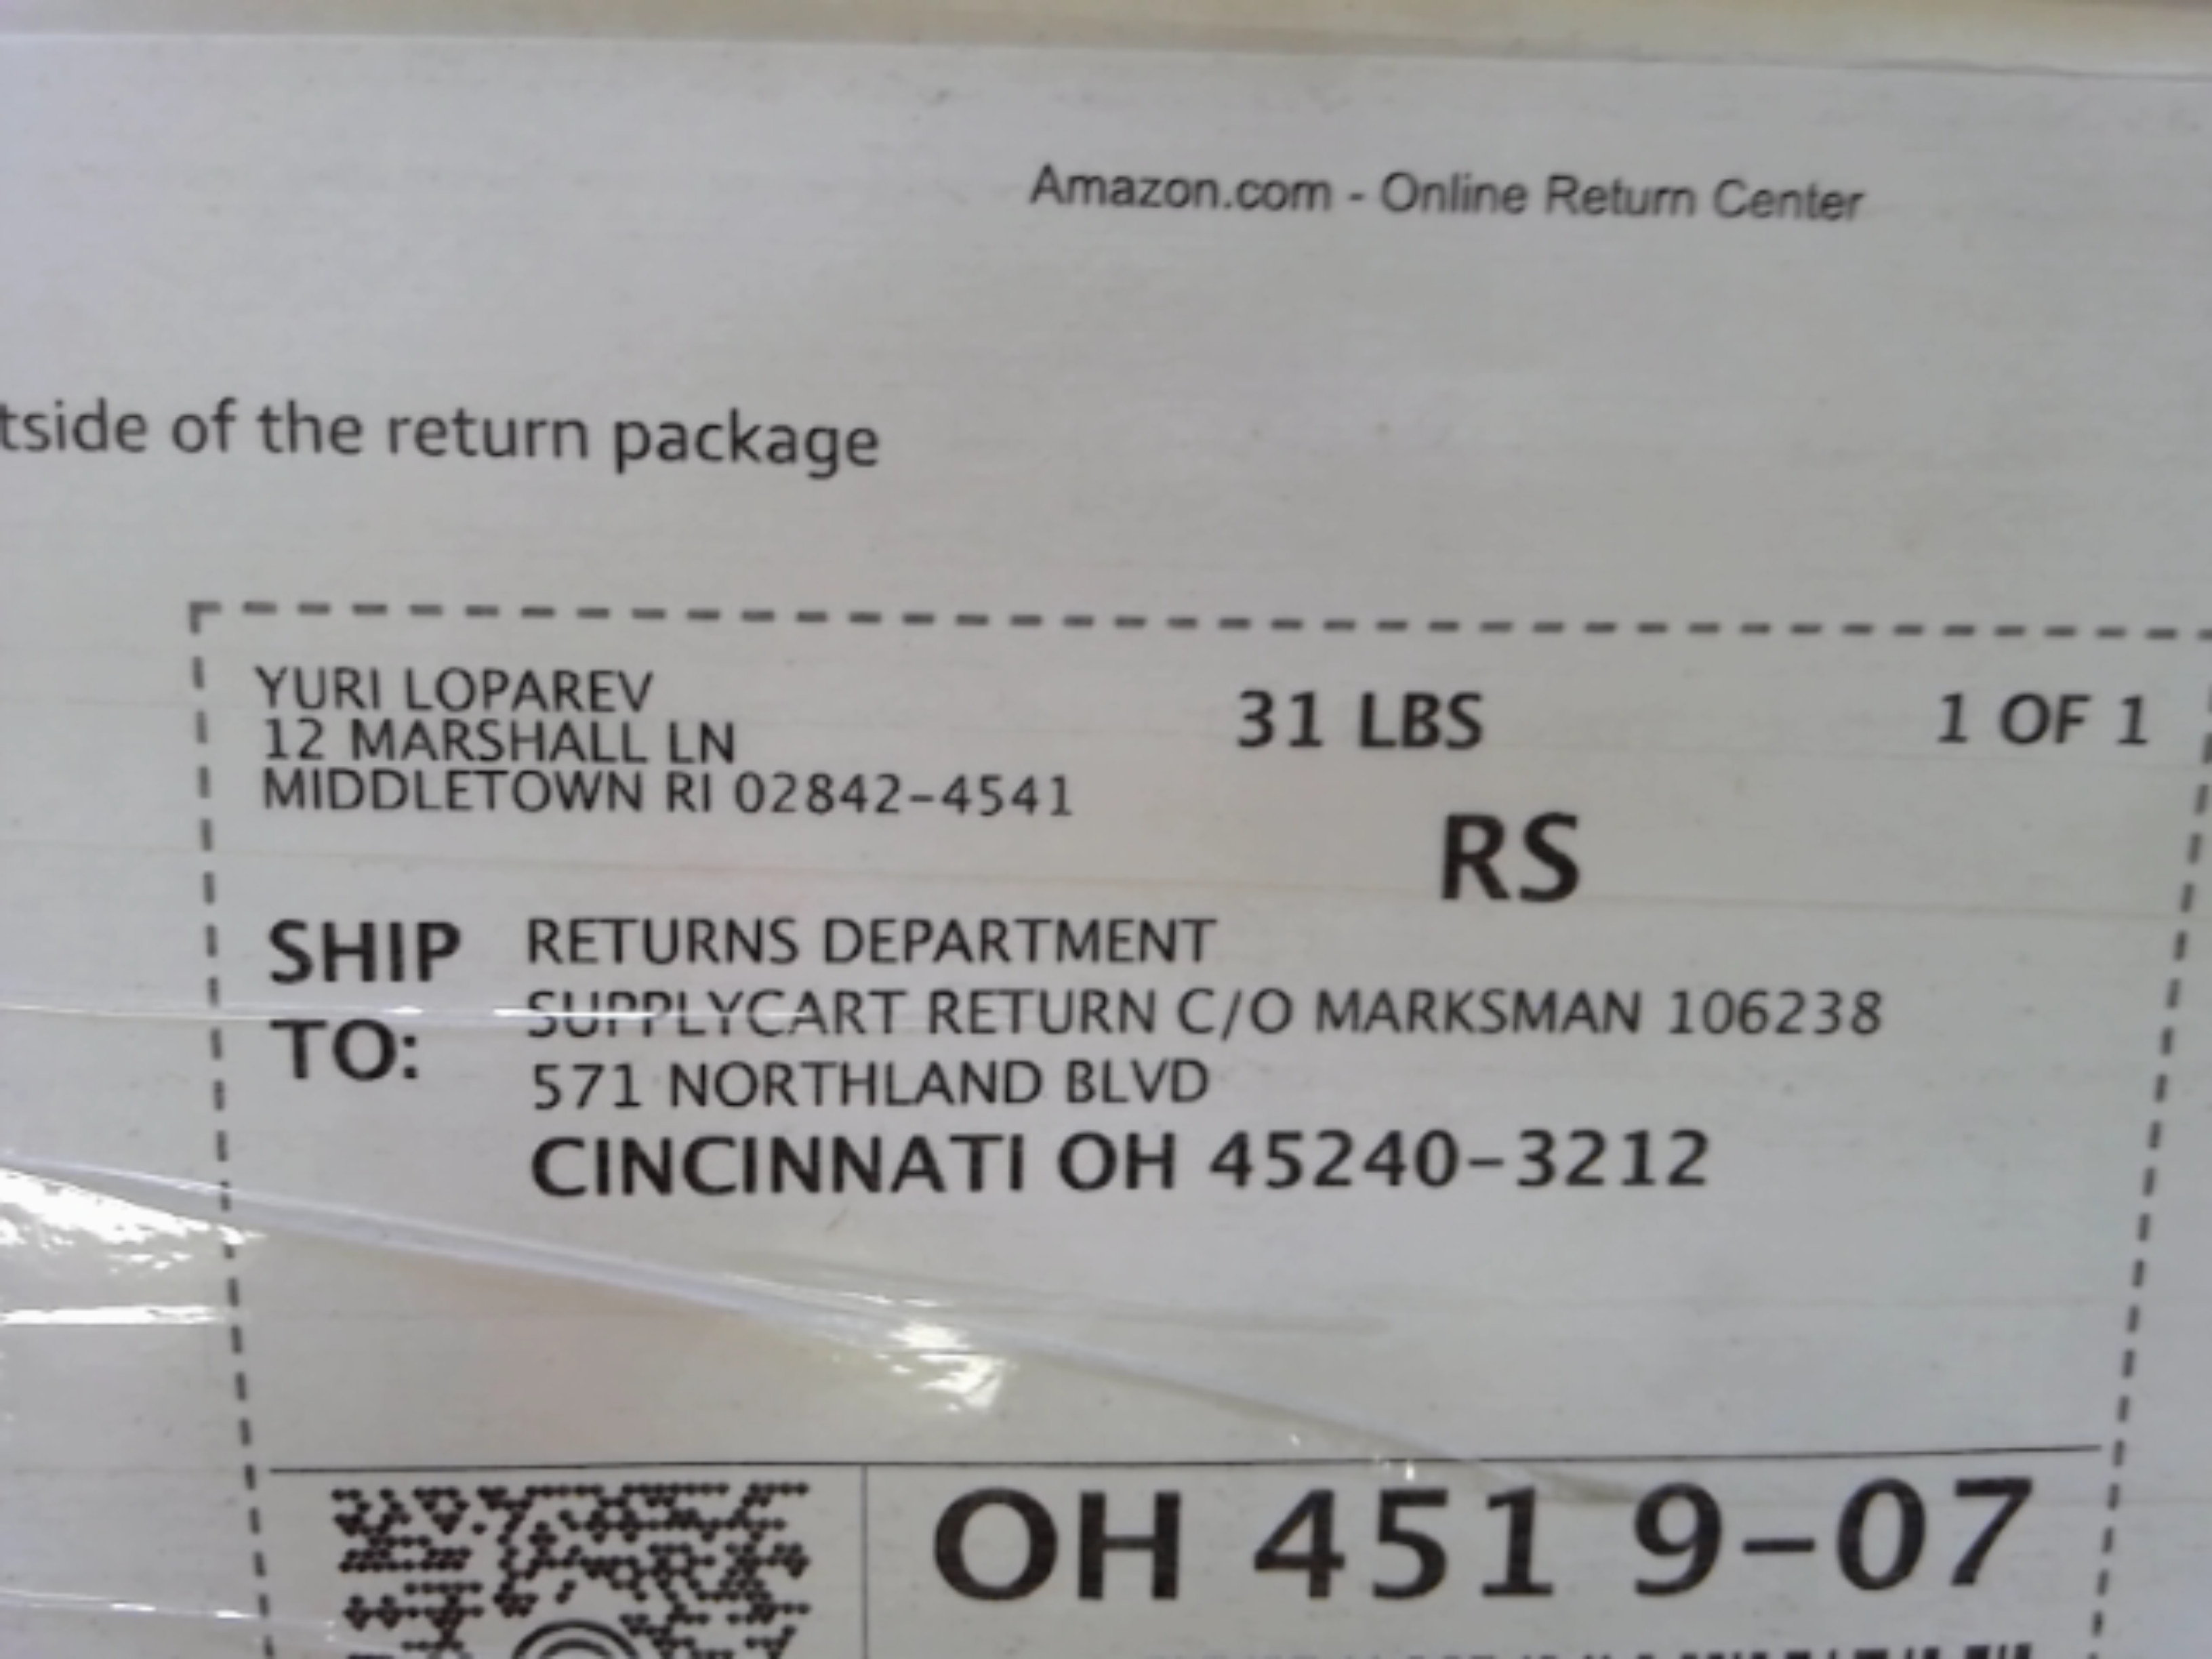 Amazon.com - Online Return Center
tside of the return package
YURI LOPAREV
12 MARSHALL LN
MIDDLETOWN RI 02842-4541
31 LBS
1 OF 1
RS
SHIP TO:
RETURNS DEPARTMENT
SUPPLYCART RETURN C/O MARKSMAN 106238
571 NORTHLAND BLVD
CINCINNATI OH 45240-3212
OH 451 9-07